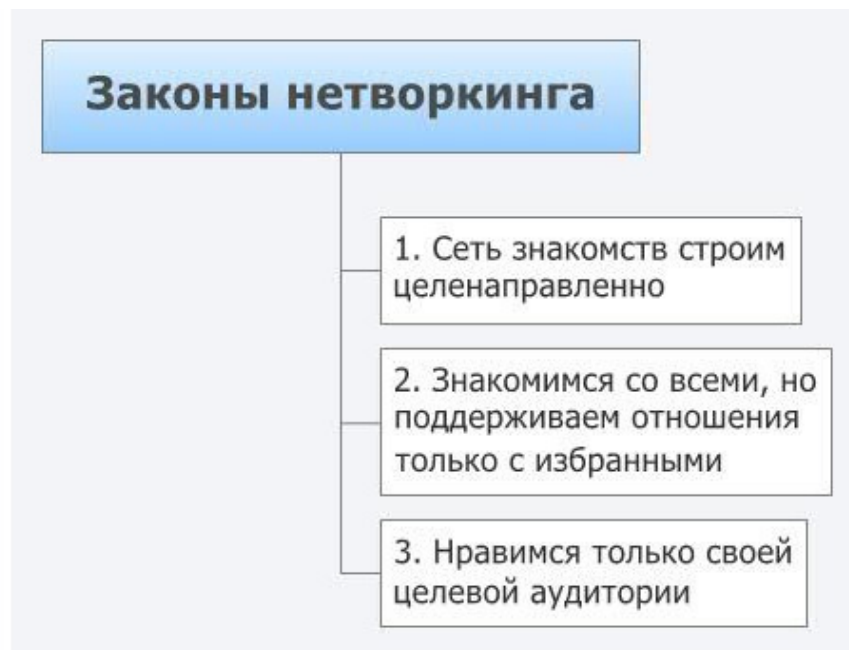 Законы нетворкинга
1. Сеть знакомств строим
целенаправленно
2. Знакомимся со всеми, но
поддерживаем отношения
только с избранными
3. Нравимся только своей
целевой аудитории